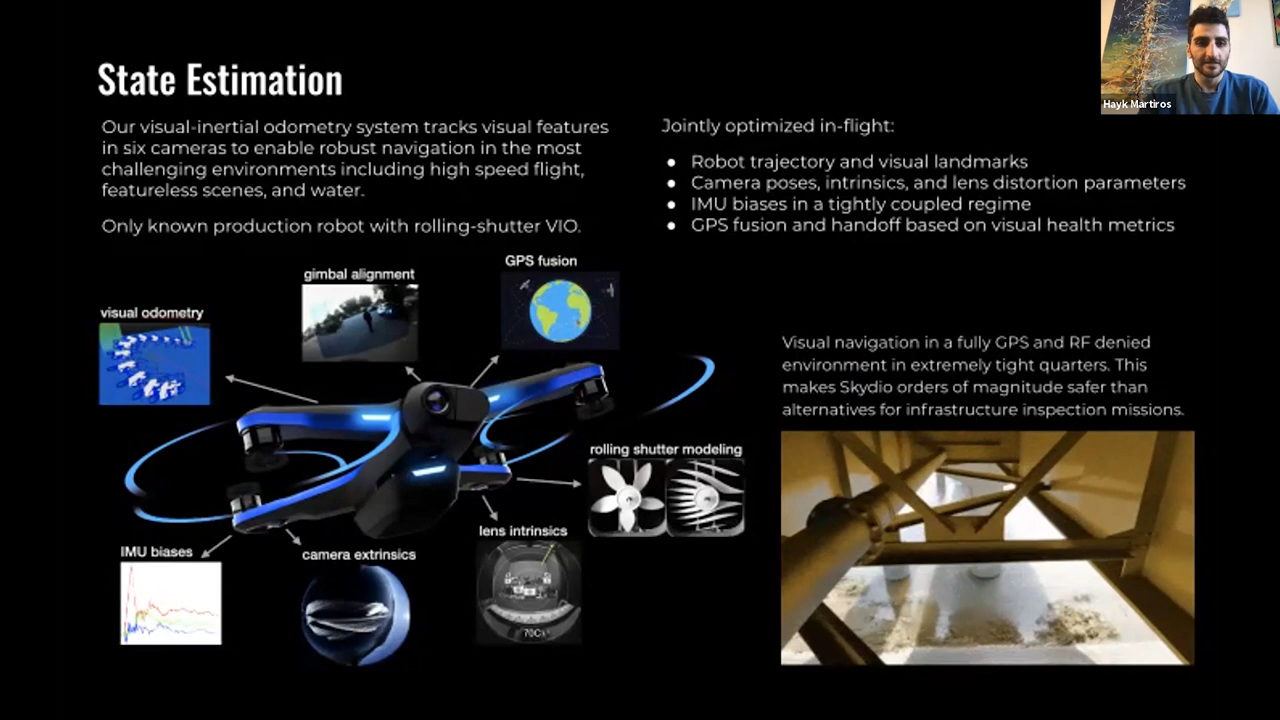 Hayk Martiros
State Estimation
Our visual-inertial odometry system tracks visual features
in six cameras to enable robust navigation in the most
challenging environments including high speed flight,
featureless scenes, and water.
Only known production robot with rolling-shutter VIO.
Jointly optimized in-flight:
● Robot trajectory and visual landmarks
● Camera poses, intrinsics, and lens distortion parameters
● IMU biases in a tightly coupled regime
● GPS fusion and handoff based on visual health metrics
GPS fusion
gimbal alignment
visual odometry
rolling shutter modeling
lens intrinsics
IMU biases
camera extrinsics
Visual navigation in a fully GPS and RF denied
environment in extremely tight quarters. This
makes Skydio orders of magnitude safer than
alternatives for infrastructure inspection missions.